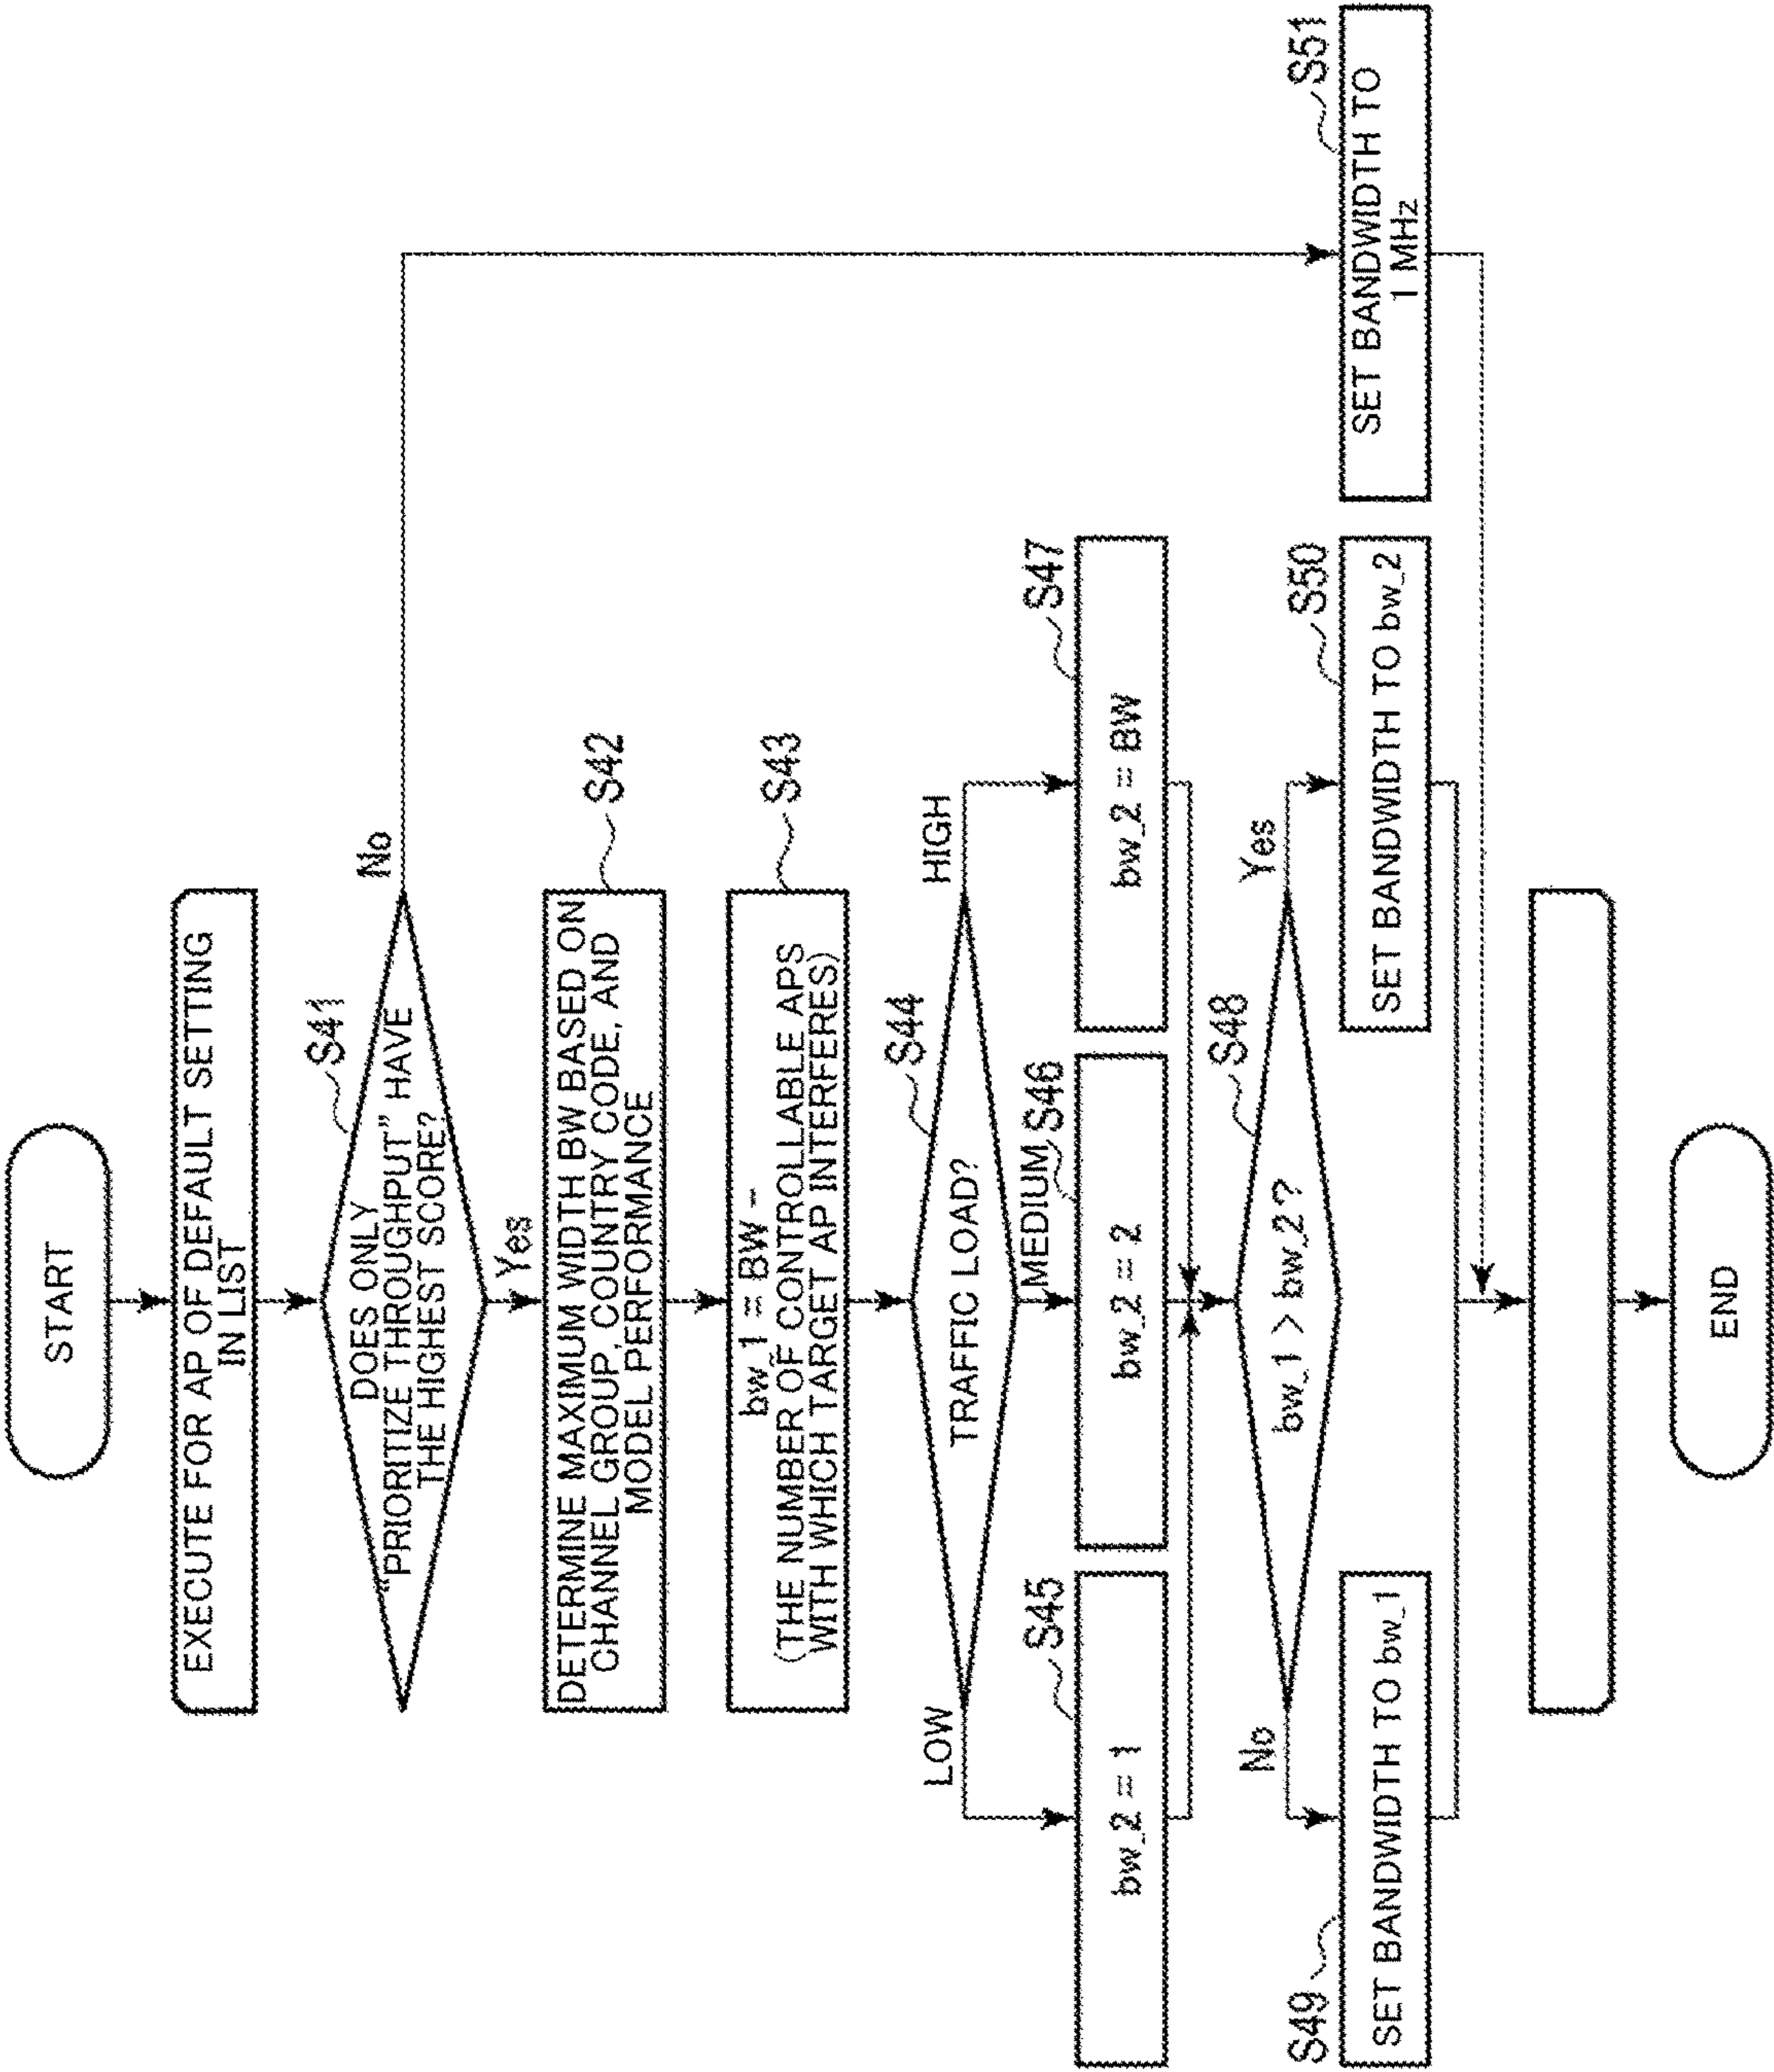 START
EXECUTE FOR AP OF DEFAULT SETTING
IN LIST
S41
DOES ONLY
"PRIORITIZE THROUGHPUT" HAVE
THE HIGHEST SCORE?
No
Yes
S42
DETERMINE MAXIMUM WIDTH BW BASED ON
CHANNEL GROUP, COUNTRY CODE, AND
MODEL PERFORMANCE
S43
bw_1 = BW -
(THE NUMBER OF CONTROLLABLE APS
WITH WHICH TARGET AP INTERFERES)
S44
TRAFFIC LOAD?
LOW
MEDIUM
HIGH
S45
bw_2 = 1
S46
bw_2 = 2
S47
bw_2 = BW
S48
bw_1 > bw_2?
No
Yes
S49
SET BANDWIDTH TO bw_1
S50
SET BANDWIDTH TO bw_2
S51
SET BANDWIDTH TO
1 MHz
END